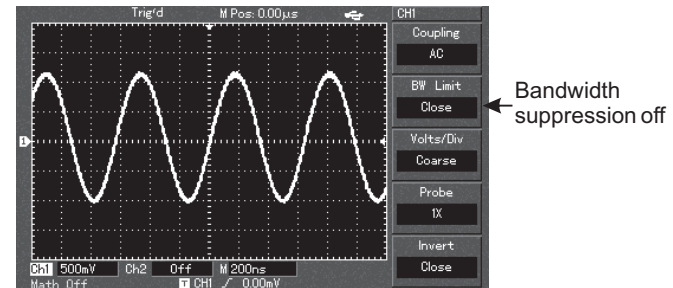 Trig'd M Pos: 0.00μs CH1
Coupling
AC
BW Limit
Close
Volts/Div
Coarse
Probe
1X
Invert
Close
Bandwidth
suppression off
1
Ch1 500mV Ch2 Off M 200ns
Math Off T CH1 / 0.00mV